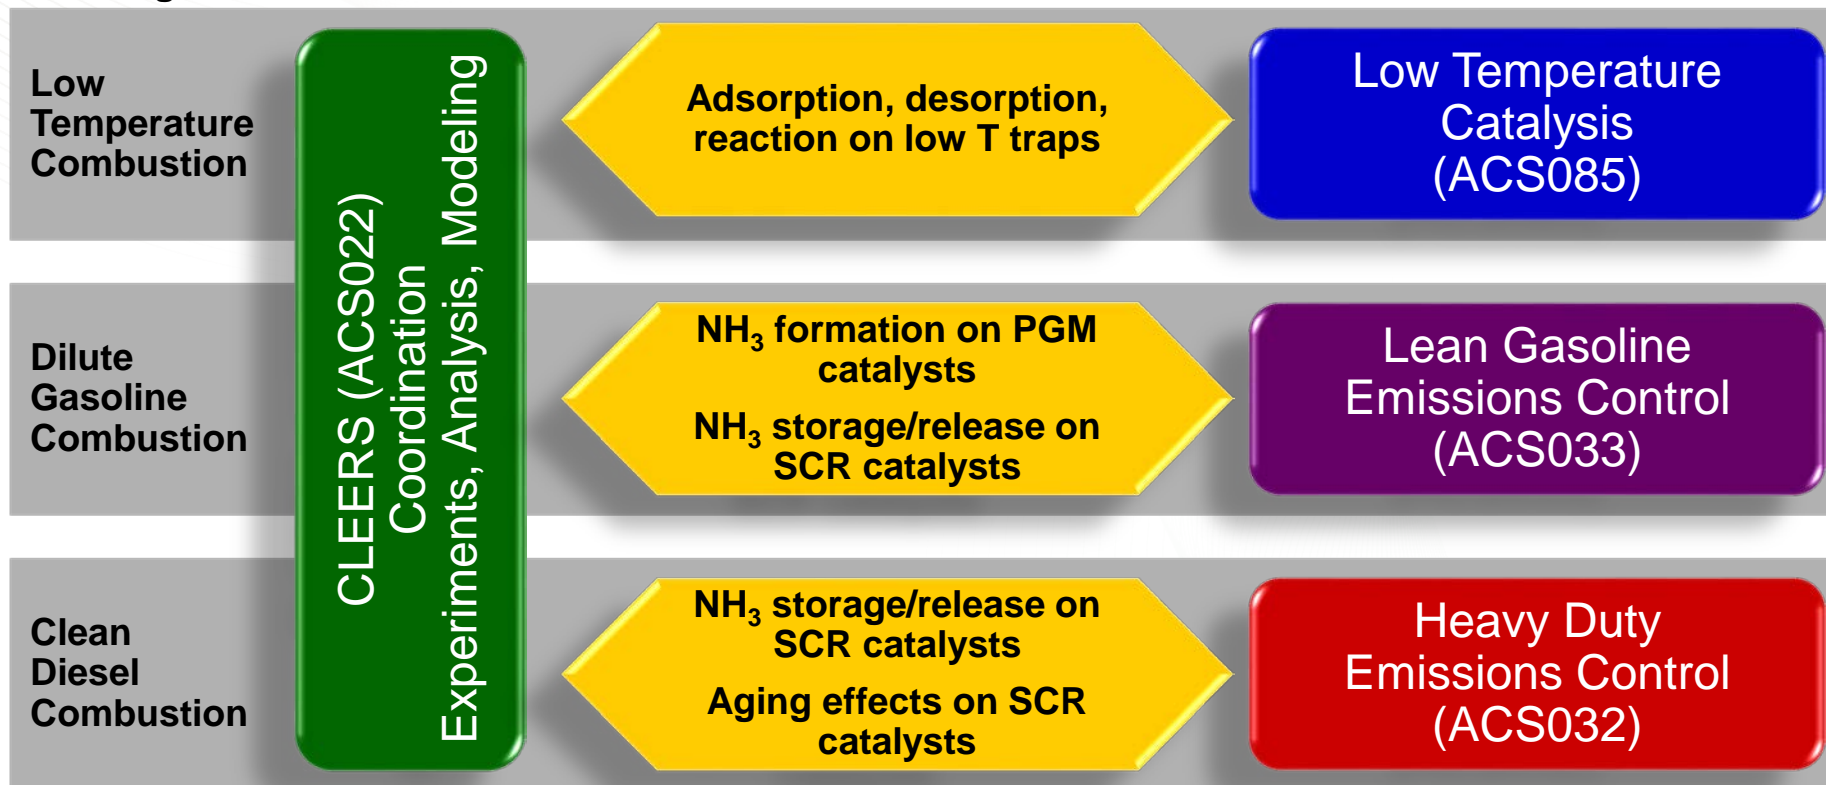 Low
Temperature
Combustion
CLEERS (ACS022)
Coordination
Experiments, Analysis, Modeling
Adsorption, desorption,
reaction on low T traps
Low Temperature
Catalysis
(ACS085)
Dilute
Gasoline
Combustion
NH₃ formation on PGM
catalysts
NH₃ storage/release on
SCR catalysts
Lean Gasoline
Emissions Control
(ACS033)
Clean
Diesel
Combustion
NH₃ storage/release on
SCR catalysts
Aging effects on SCR
catalysts
Heavy Duty
Emissions Control
(ACS032)